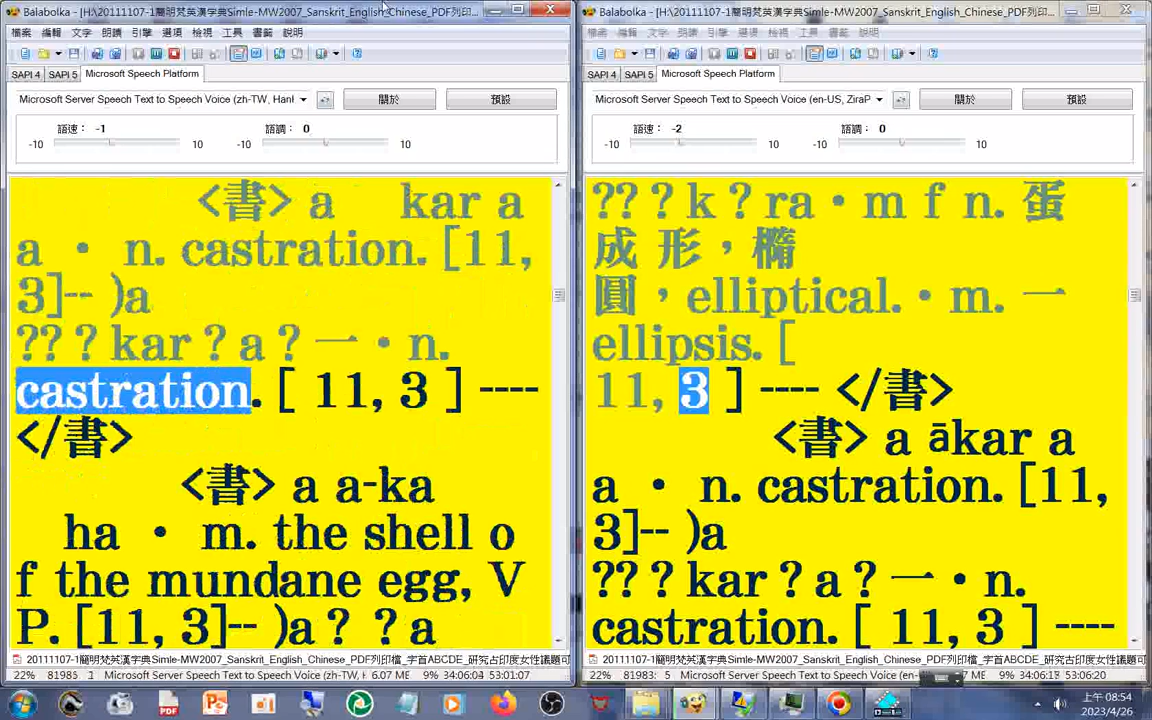 Balabolka - [H:\20111107-1簡明梵英漢字典Simle-MW2007_Sanskrit_English_Chinese_PDF列印...
檔案 編輯 文字 朗讀 引擎 選項 檢視 工具 書籤 說明
SAPI 4 SAPI 5 Microsoft Speech Platform
Microsoft Server Speech Text to Speech Voice (zh-TW, Hanl
關於 預設
語速： -1 語調： 0
-10 10 -10 10
<書> a kar a
a • n. castration. [11,
3]-- )a
?? ? kar ? a ? 一 • n.
castration. [ 11, 3 ] ----
</書>
<書> a a-ka
ha • m. the shell o
f the mundane egg, V
P. [11, 3]-- )a ? ? a
20111107-1簡明梵英漢字典Simle-MW2007_Sanskrit_English_Chinese_PDF列印檔_字首ABCDE_研究古印度女性議題可
22% 81985: 1 Microsoft Server Speech Text to Speech Voice (zh-TW, 6.07 ME 9% 34:06:04 53:01:07
Balabolka - [H:\20111107-1簡明梵英漢字典Simle-MW2007_Sanskrit_English_Chinese_PDF列印...
檔案 編輯 文字 朗讀 引擎 選項 檢視 工具 書籤 說明
SAPI 4 SAPI 5 Microsoft Speech Platform
Microsoft Server Speech Text to Speech Voice (en-US, ZiraP
關於 預設
語速： -2 語調： 0
-10 10 -10 10
?? ? k ? ra • m f n. 蛋
成 形，橢
圓，elliptical. • m. 一
ellipsis. [
11, 3 ] ---- </書>
<書> a ākar a
a • n. castration. [11,
3]-- )a
?? ? kar ? a ? 一 • n.
castration. [ 11, 3 ] ----
20111107-1簡明梵英漢字典Simle-MW2007_Sanskrit_English_Chinese_PDF列印檔_字首ABCDE_研究古印度女性議題可
22% 81983: 5 Microsoft Server Speech Text to Speech Voice (en-US, 6.07 ME 9% 34:06:13 53:06:20
上午 08:54
2023/4/26